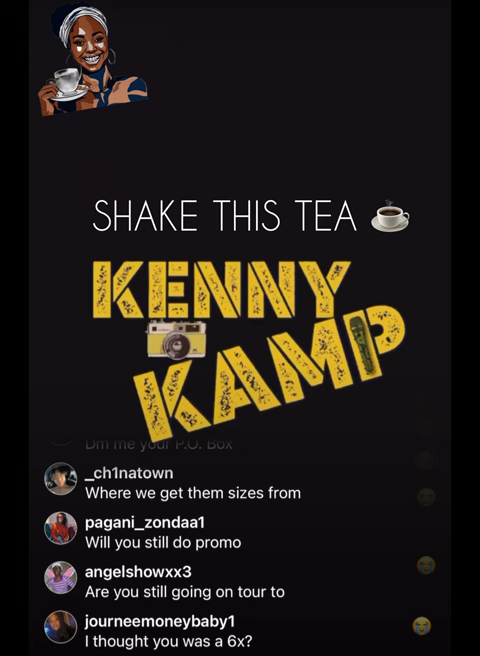 SHAKE THIS TEA
KENNY
KAMP
Dm me your P.O. Box
_ch1natown
Where we get them sizes from
pagani_zondaa1
Will you still do promo
angelshowxx3
Are you still going on tour to
journeemoneybaby1
I thought you was a 6x?